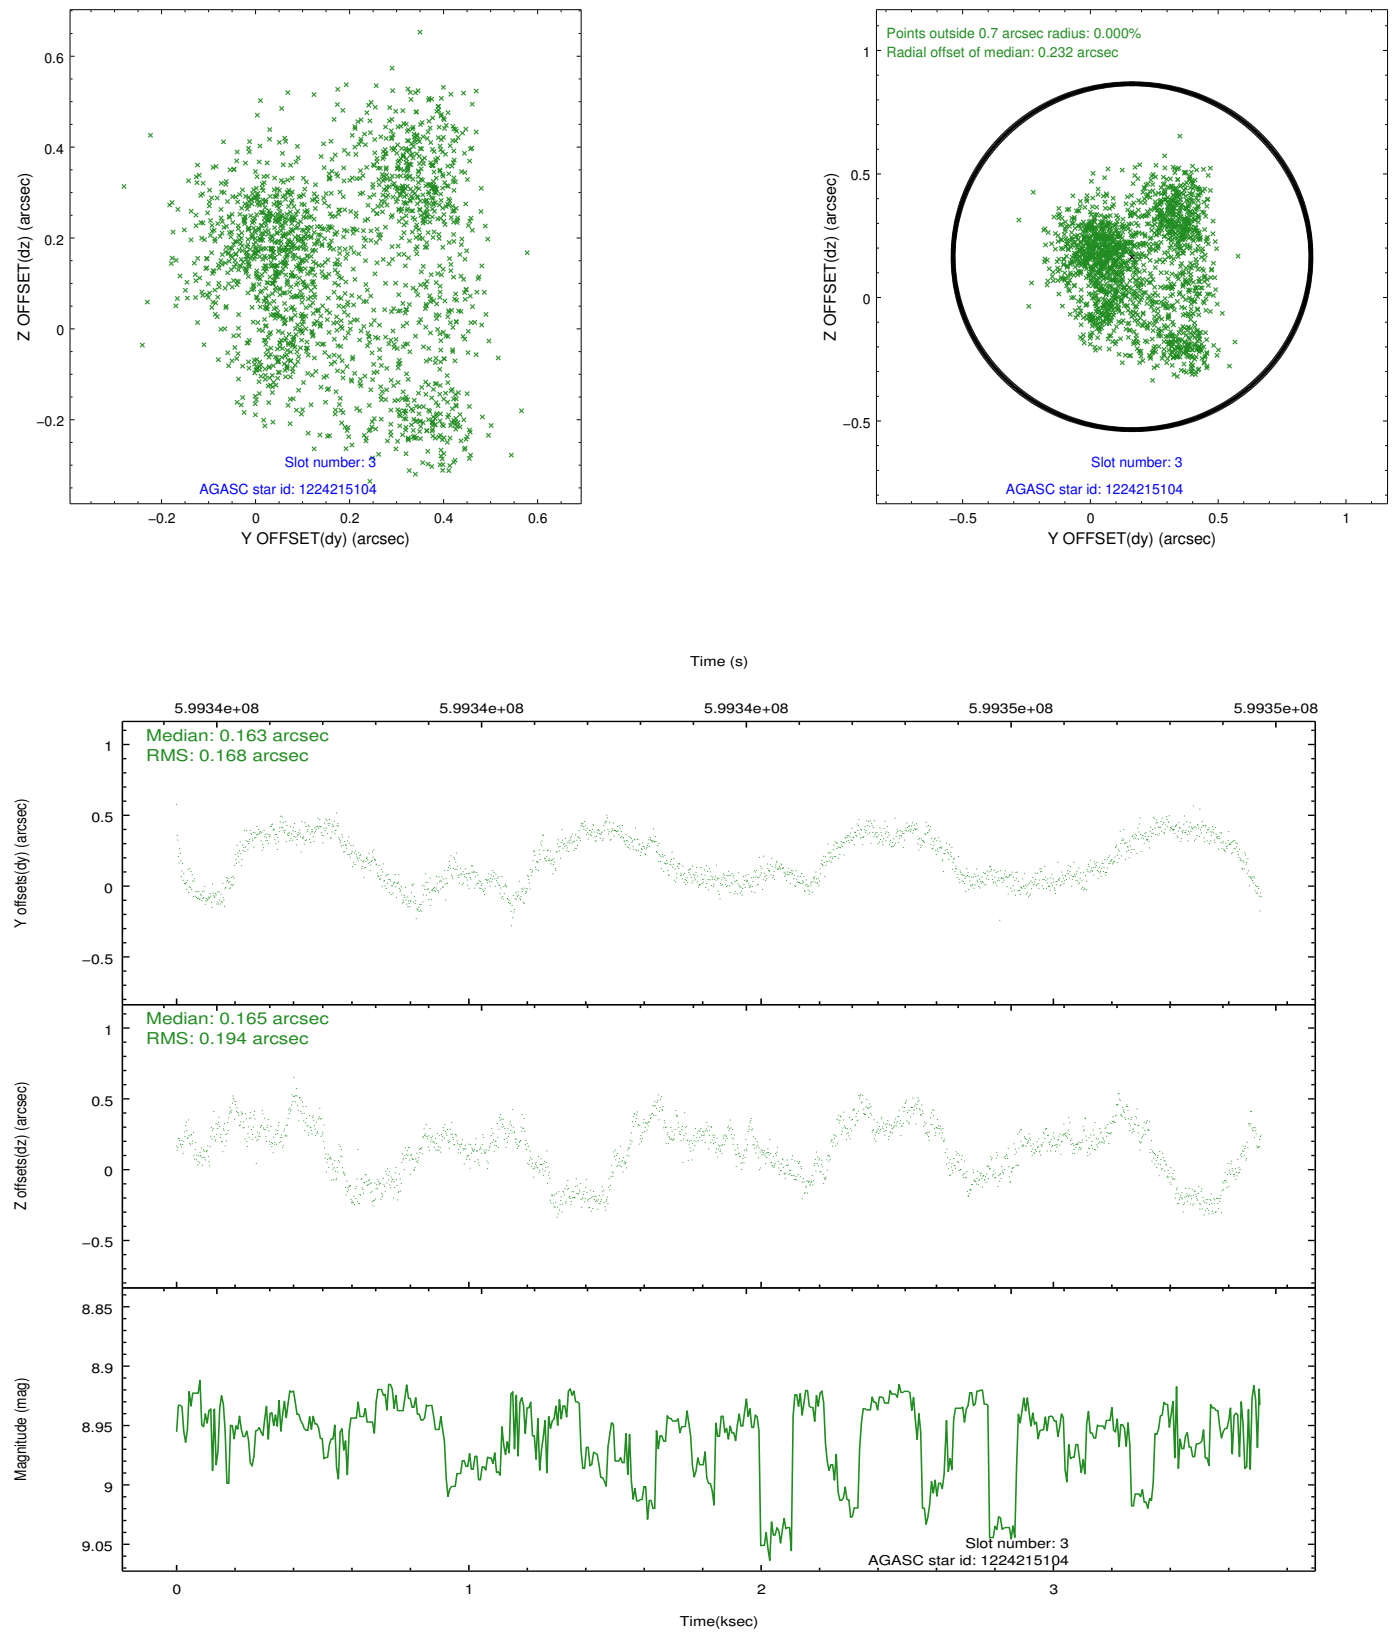 0.6
0.4
0.2
0
−0.2
Z OFFSET(dz) (arcsec)
Slot number: 3
AGASC star id: 1224215104
−0.2 0 0.2 0.4 0.6
Y OFFSET(dy) (arcsec)
Points outside 0.7 arcsec radius: 0.000%
Radial offset of median: 0.232 arcsec
1
0.5
0
−0.5
Z OFFSET(dz) (arcsec)
Slot number: 3
AGASC star id: 1224215104
−0.5 0 0.5 1
Y OFFSET(dy) (arcsec)
Time (s)
5.9934e+08 5.9934e+08 5.9934e+08 5.9935e+08 5.9935e+08
Median: 0.163 arcsec
RMS: 0.168 arcsec
1
0.5
0
−0.5
Y offsets(dy) (arcsec)
Median: 0.165 arcsec
RMS: 0.194 arcsec
1
0.5
0
−0.5
Z offsets(dz) (arcsec)
8.85
8.9
8.95
9
9.05
Magnitude (mag)
Slot number: 3
AGASC star id: 1224215104
0 1 2 3
Time(ksec)